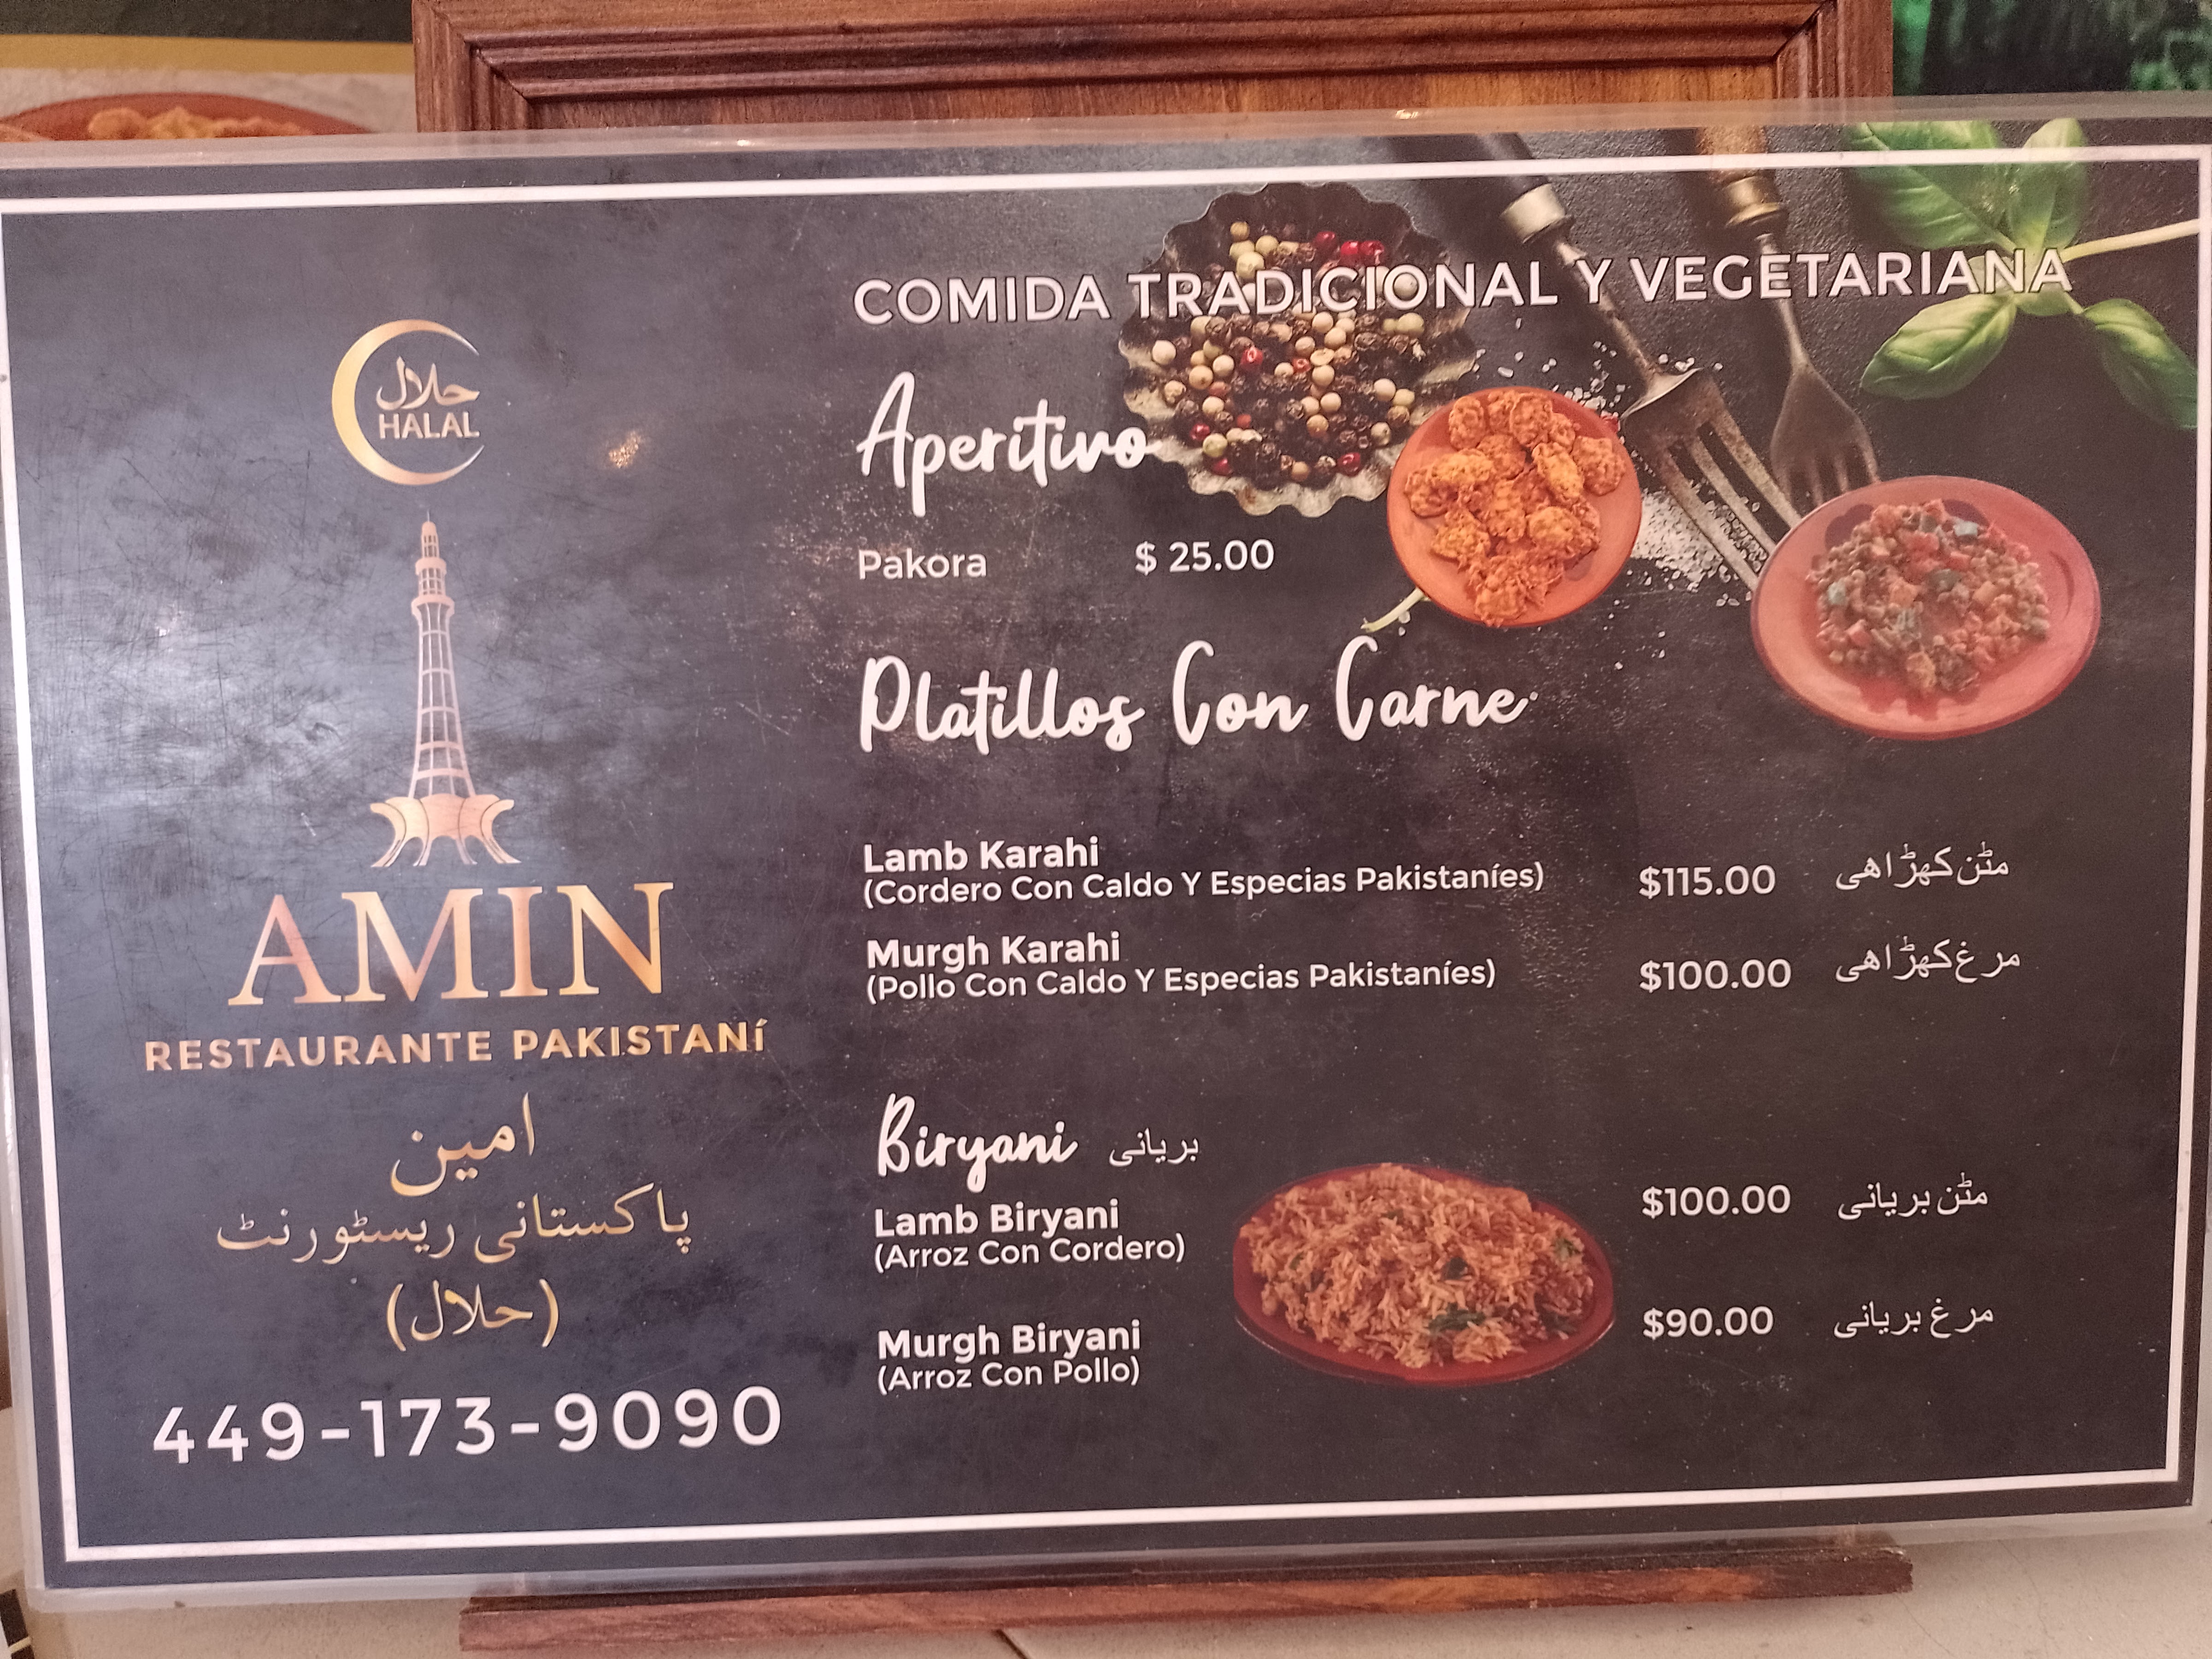 حلال
HALAL
AMIN
RESTAURANTE PAKISTANí
امین
پاکستانی ریسٹورنٹ
(حلال)
449-173-9090
COMIDA TRADICIONAL Y VEGETARIANA
Aperitivo
Pakora $ 25.00
Platillos Con Carne
Lamb Karahi
(Cordero Con Caldo Y Especias Pakistaníes) $115.00 مٹن کھڑاھی
Murgh Karahi
(Pollo Con Caldo Y Especias Pakistaníes) $100.00 مرغ کھڑاھی
Biryani بریانی
Lamb Biryani $100.00 مٹن بریانی
(Arroz Con Cordero)
Murgh Biryani $90.00 مرغ بریانی
(Arroz Con Pollo)